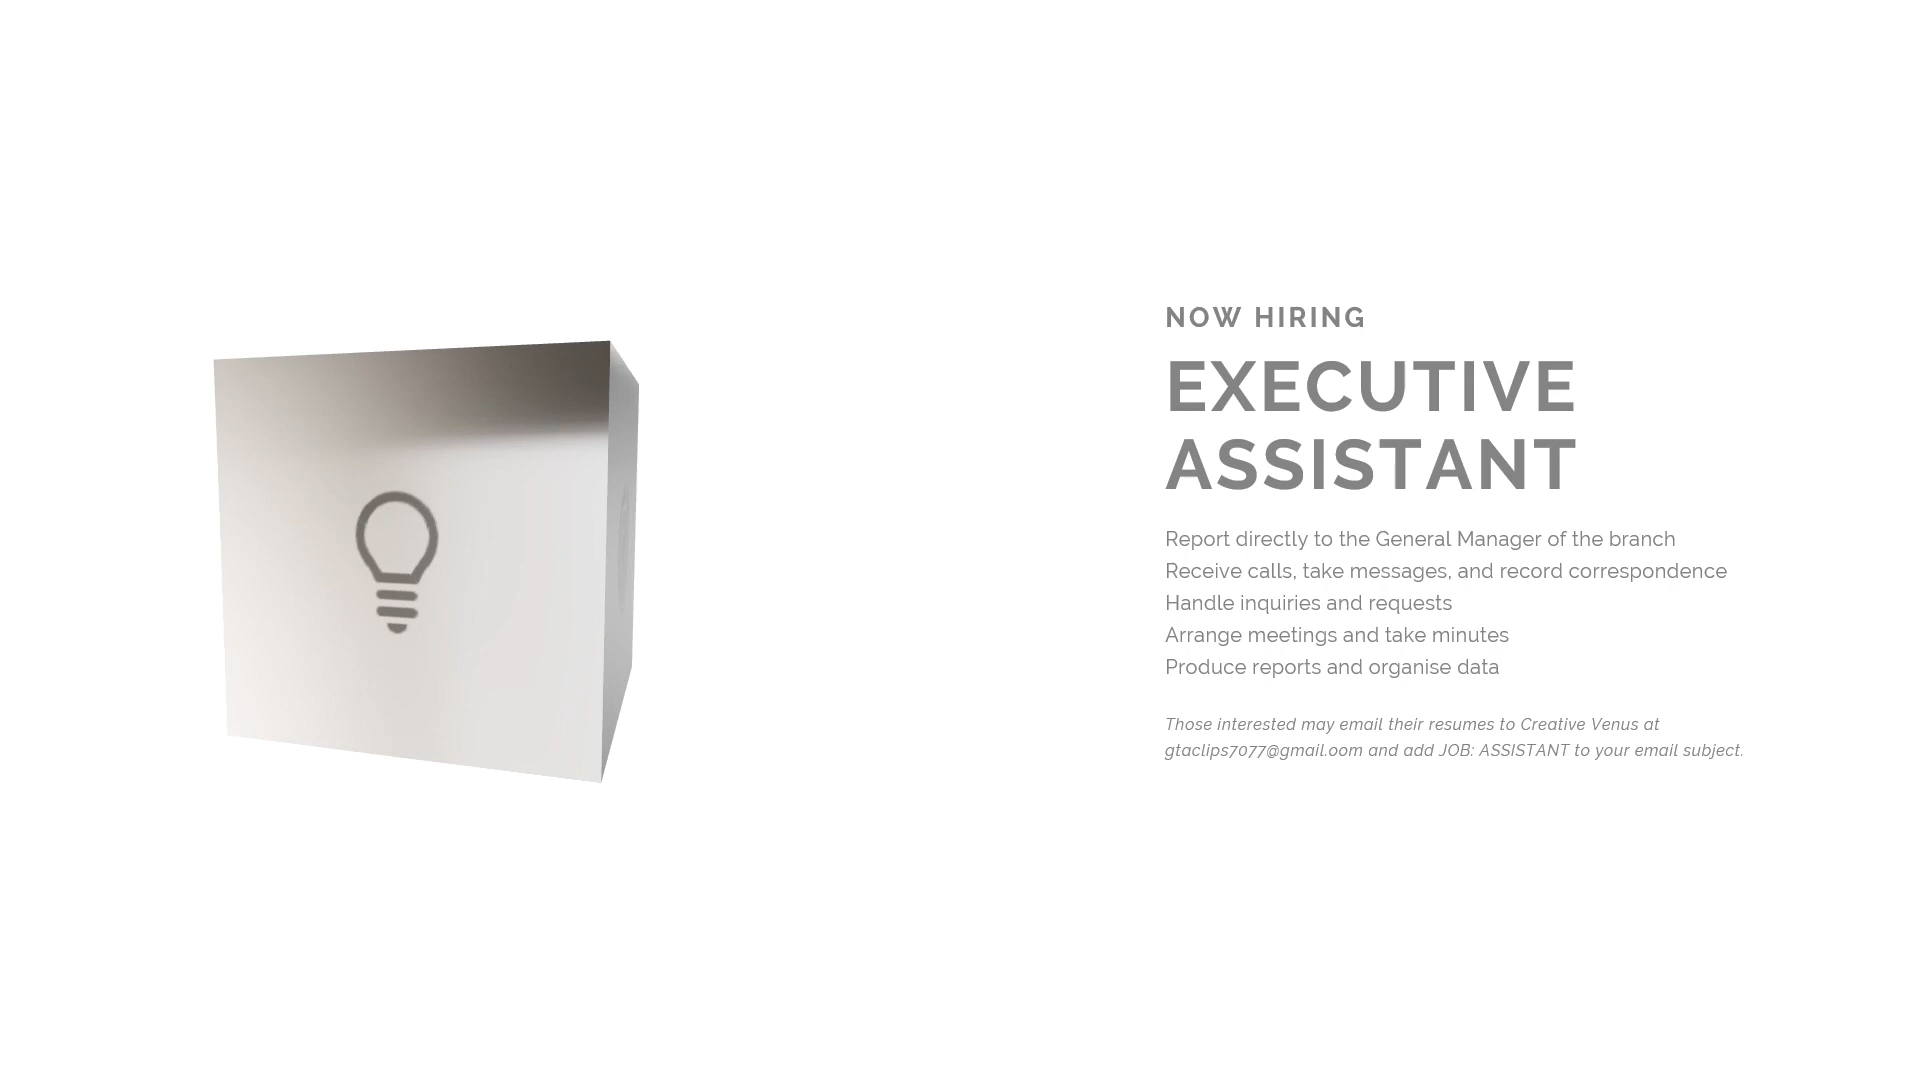 NOW HIRING
EXECUTIVE
ASSISTANT
Report directly to the General Manager of the branch
Receive calls, take messages, and record correspondence
Handle inquiries and requests
Arrange meetings and take minutes
Produce reports and organise data
Those interested may email their resumes to Creative Venus at
gtaclips7077@gmail.oom and add JOB: ASSISTANT to your email subject.